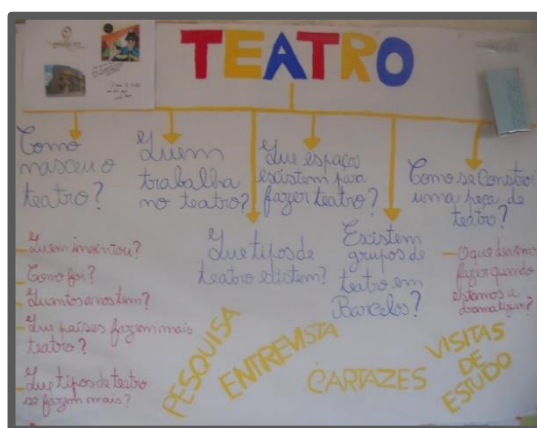 TEATRO
Como
nasceu o
teatro?
Quem
trabalha
no teatro?
Que espaços
existem para
fazer teatro?
Como se constroi
uma peça de
teatro?
Que tipos de
teatro existem?
Existem
grupos de
teatro em
Barcelos?
- Quem inventou?
- Como foi?
- Quantos anos tem?
- Que países fazem mais
teatro?
- Que tipos de teatro
se fazem mais?
- O que devemos
fazer quando
estamos a
dramatizar?
PESQUISA
ENTREVISTA
CARTAZES
VISITAS
DE
ESTUDO